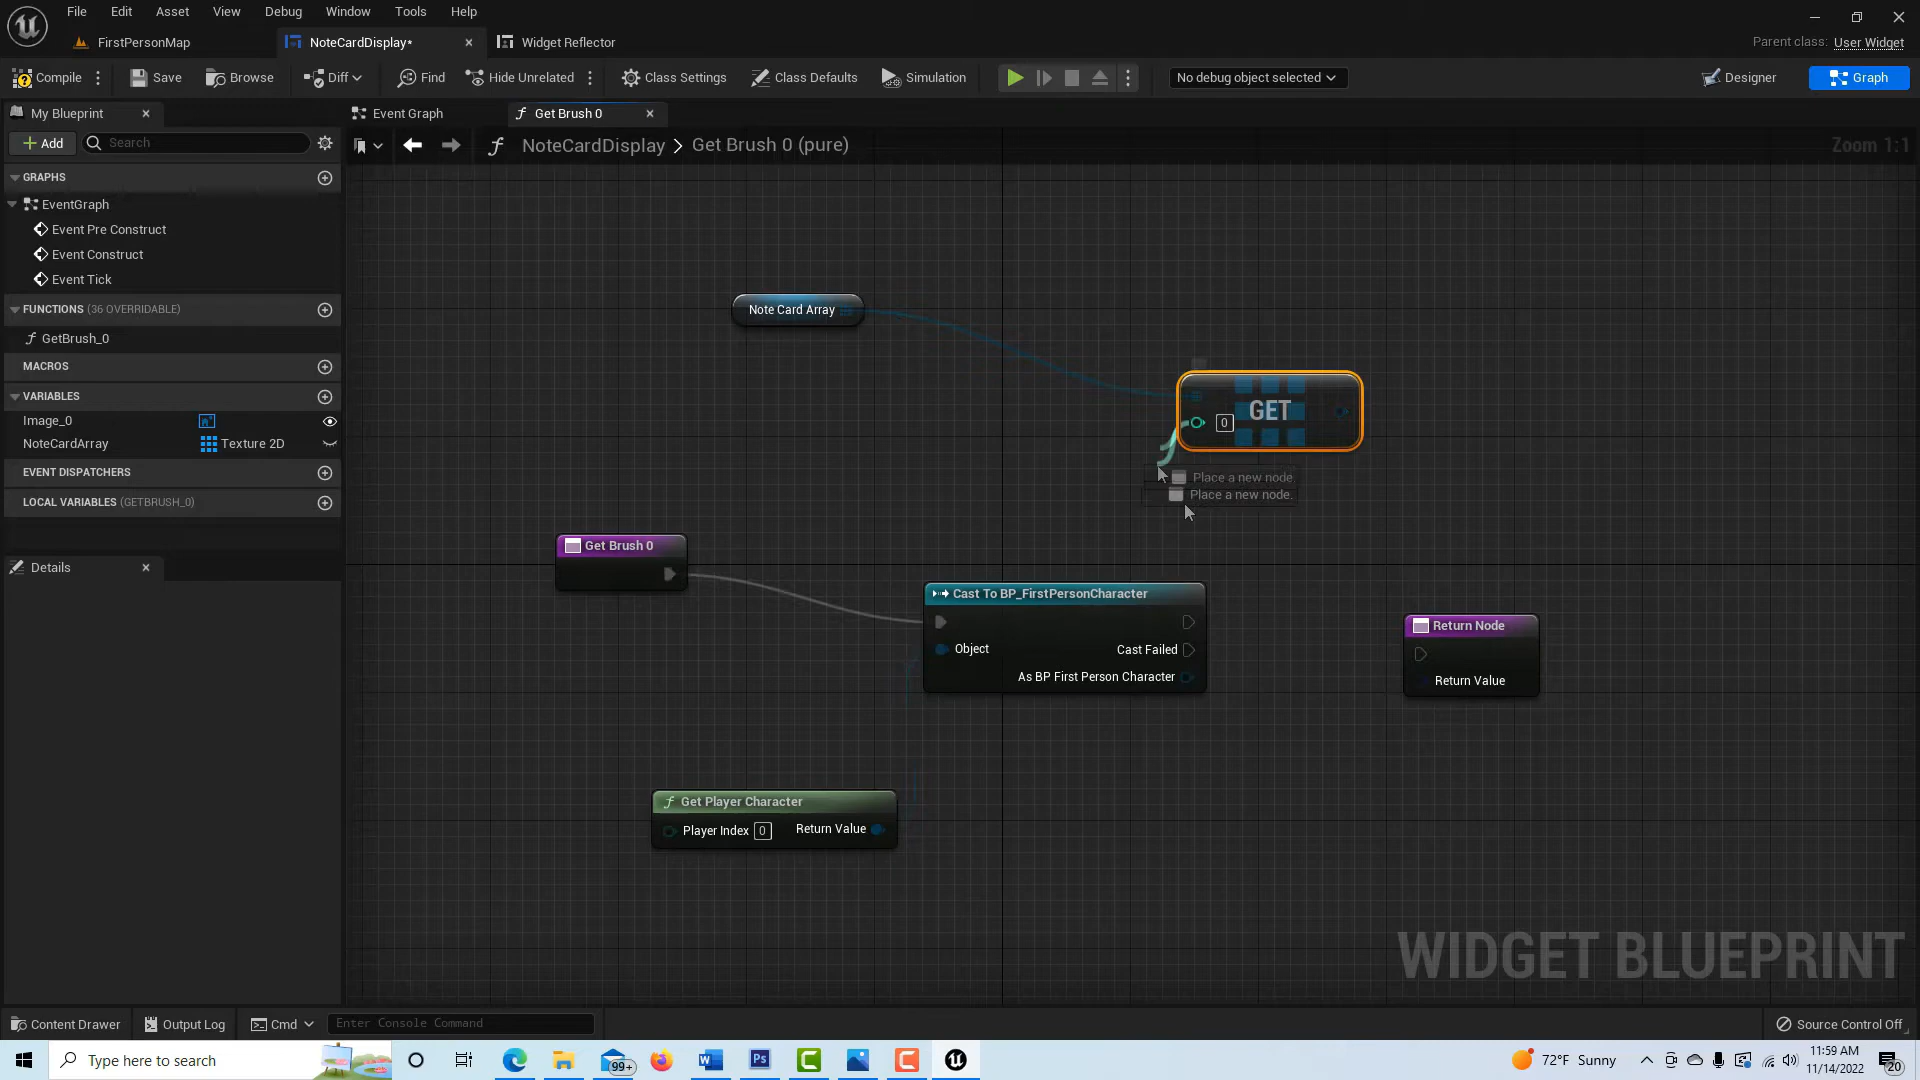 File Edit Asset View Debug Window Tools Help
FirstPersonMap NoteCardDisplay* Widget Reflector Parent class: User Widget
Compile Save Browse Diff Find Hide Unrelated Class Settings Class Defaults Simulation No debug object selected Designer Graph
My Blueprint Event Graph Get Brush 0
Add Search NoteCardDisplay > Get Brush 0 (pure) Zoom 1:1
GRAPHS
EventGraph
Event Pre Construct
Event Construct
Event Tick
FUNCTIONS (36 OVERRIDABLE)
GetBrush_0
MACROS
VARIABLES
Image_0
NoteCardArray Texture 2D
EVENT DISPATCHERS
LOCAL VARIABLES (GETBRUSH_0)
Details
Note Card Array
GET
0
Place a new node.
Place a new node.
Get Brush 0
Cast To BP_FirstPersonCharacter
Object
Cast Failed
As BP First Person Character
Return Node
Return Value
Get Player Character
Player Index 0 Return Value
WIDGET BLUEPRINT
Content Drawer Output Log Cmd Enter Console Command Source Control Off
Type here to search 99+ 72°F Sunny 11:59 AM
11/14/2022 20